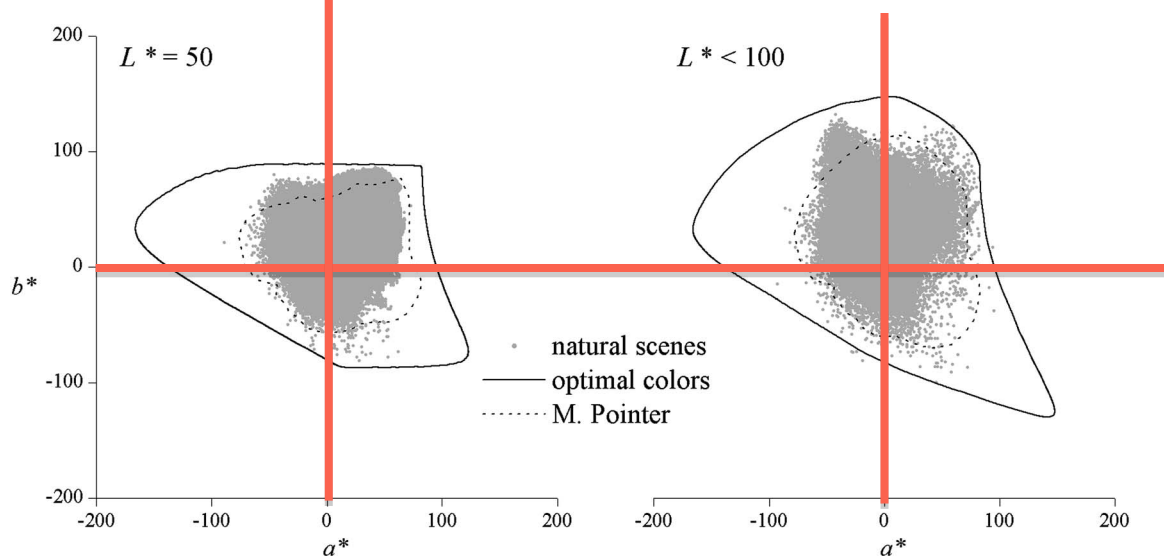 200
L * = 50
L * < 100
100
0
b*
natural scenes
optimal colors
-100
M. Pointer
-200
-200 -100 0 100 200 -200 -100 0 100 200
a* a*